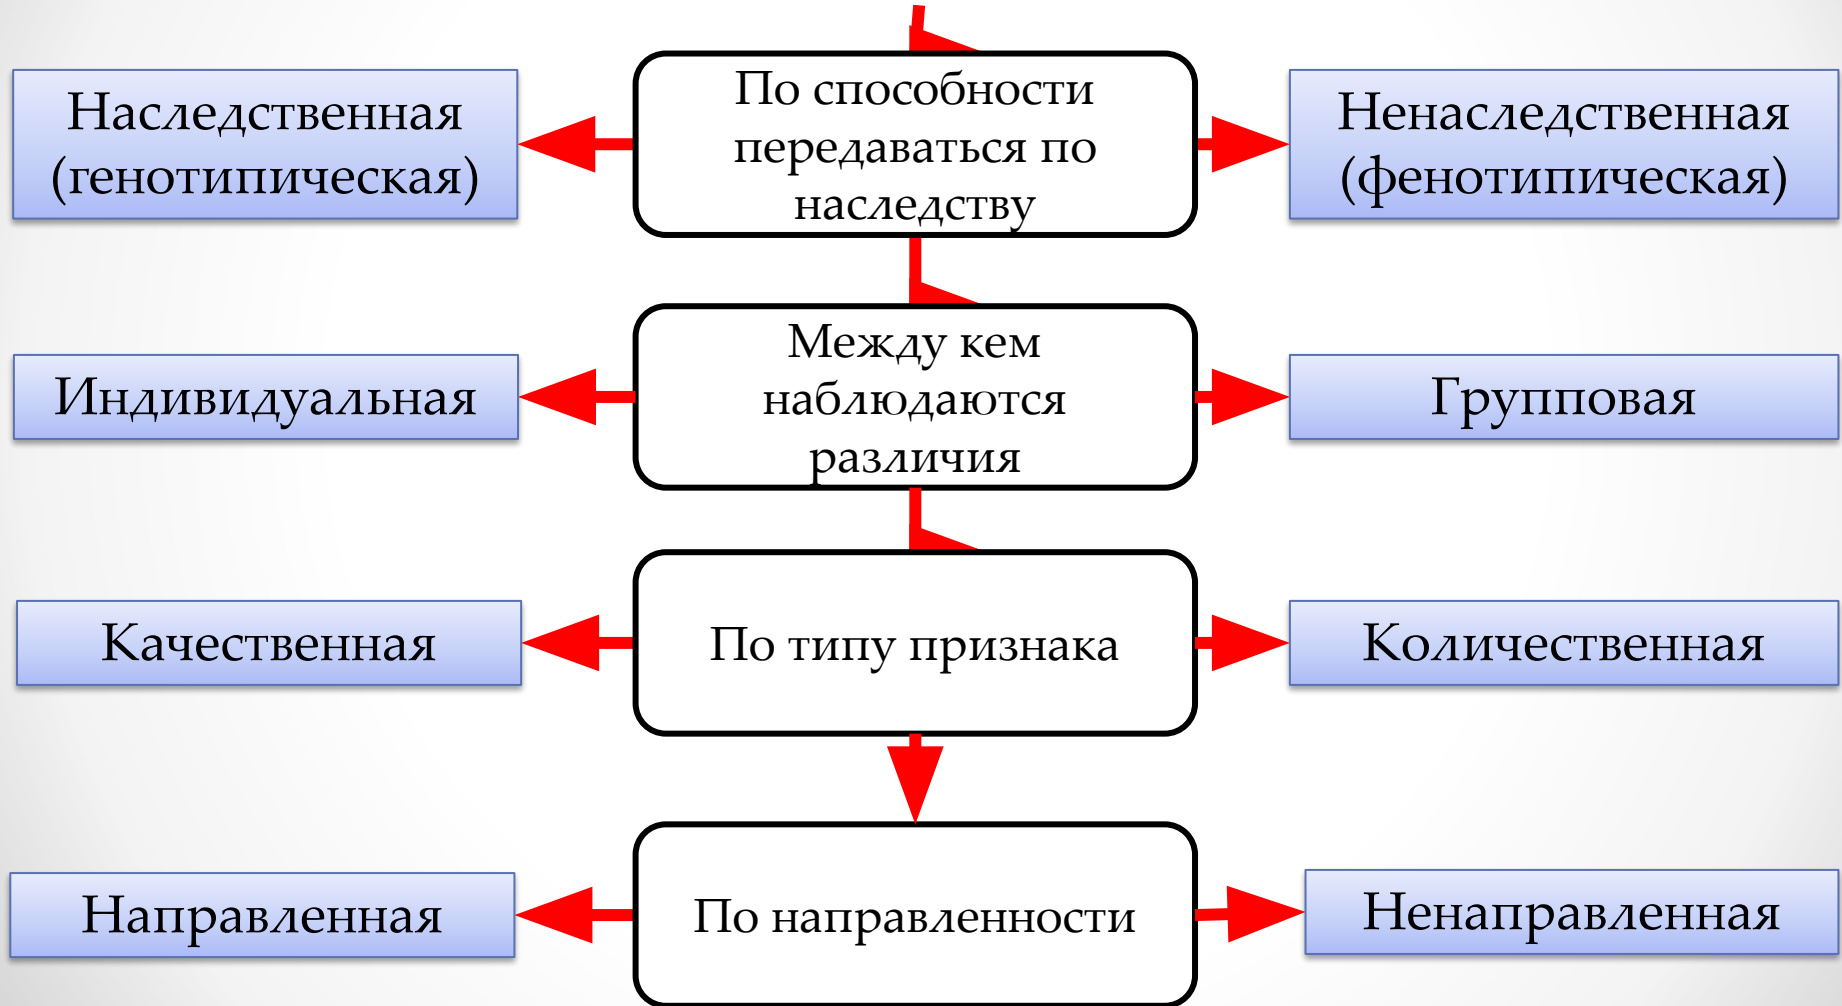 Наследственная
(генотипическая)
По способности
передаваться по
наследству
Ненаследственная
(фенотипическая)
Индивидуальная
Между кем
наблюдаются
различия
Групповая
Качественная
По типу признака
Количественная
Направленная
По направленности
Ненаправленная